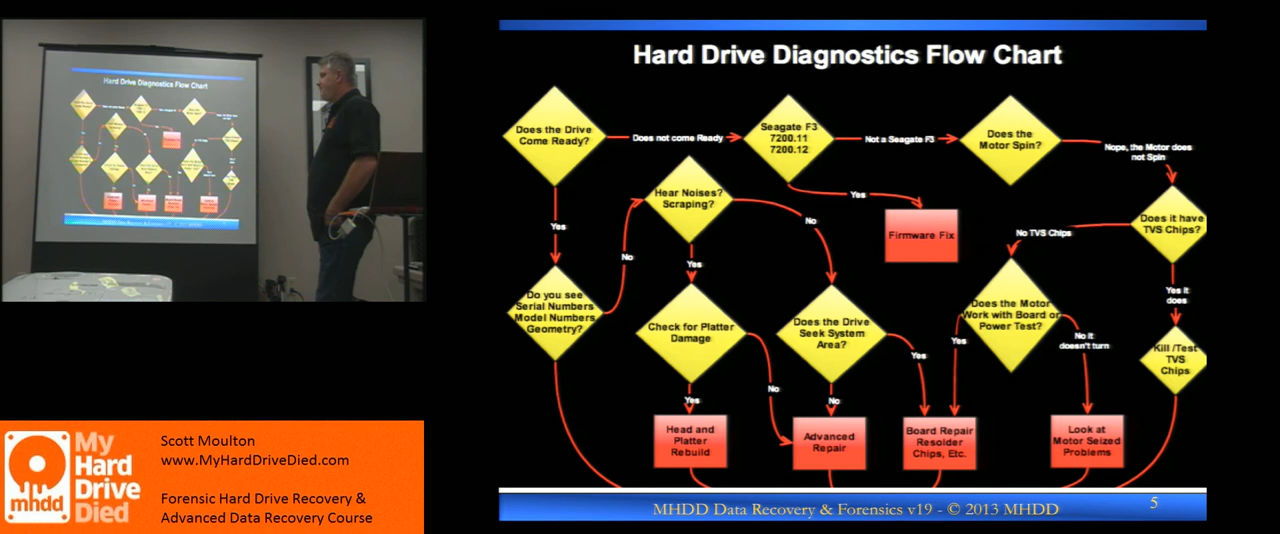 Hard Drive Diagnostics Flow Chart
My
Hard
Drive
Died
mhdd
Scott Moulton
www.MyHardDriveDied.com
Forensic Hard Drive Recovery &
Advanced Data Recovery Course
Hard Drive Diagnostics Flow Chart
Does the Drive
Come Ready?
Does not come Ready
Seagate F3
7200.11
7200.12
Not a Seagate F3
Does the
Motor Spin?
Nope, the Motor does
not Spin
Yes
Hear Noises?
Scraping?
No
Yes
Firmware Fix
No TVS Chips
Does it have
TVS Chips?
Yes
No
Yes
Yes it
does
Do you see
Serial Numbers
Model Numbers
Geometry?
Check for Platter
Damage
Does the Drive
Seek System
Area?
Does the Motor
Work with Board or
Power Test?
Kill /Test
TVS
Chips
No
Yes
Yes
No
Yes
No it
doesn't turn
Head and
Platter
Rebuild
Advanced
Repair
Board Repair
Resolder
Chips, Etc.
Look at
Motor Seized
Problems
MHDD Data Recovery & Forensics v19 - © 2013 MHDD
5